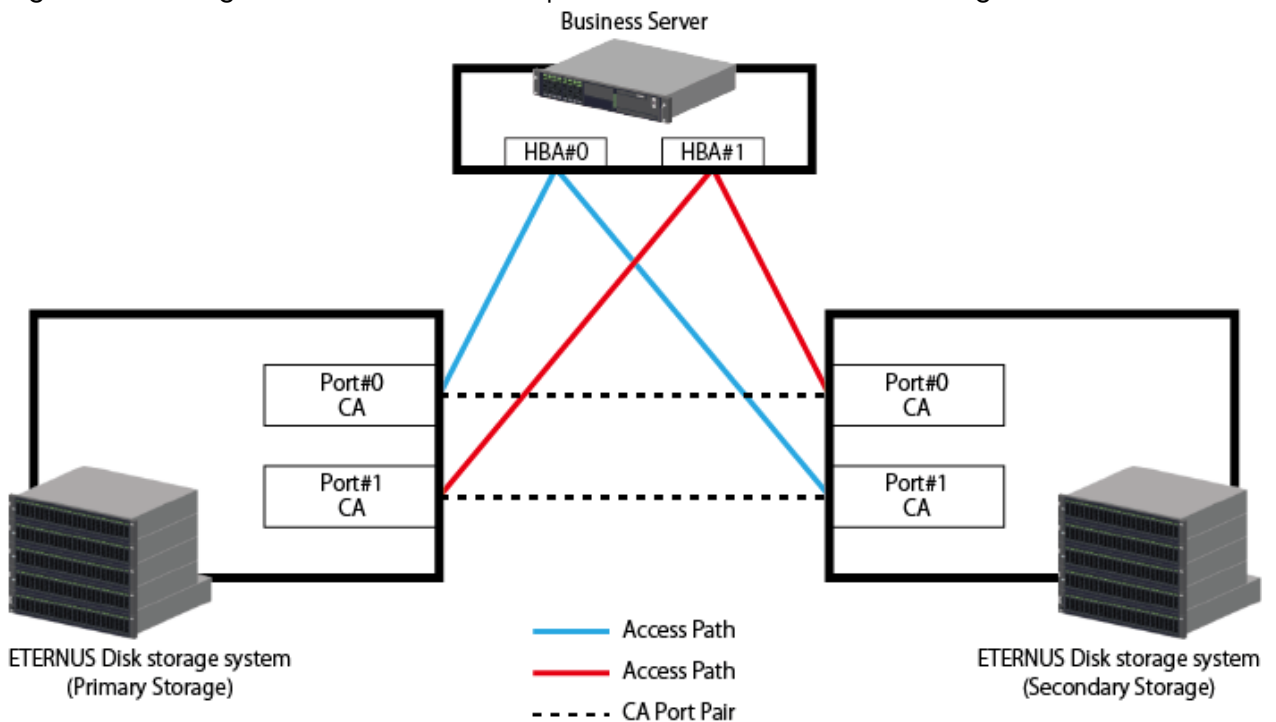 Business Server
HBA#0
HBA#1
Port#0
CA
Port#0
CA
Port#1
CA
Port#1
CA
ETERNUS Disk storage system
(Primary Storage)
ETERNUS Disk storage system
(Secondary Storage)
Access Path
Access Path
CA Port Pair